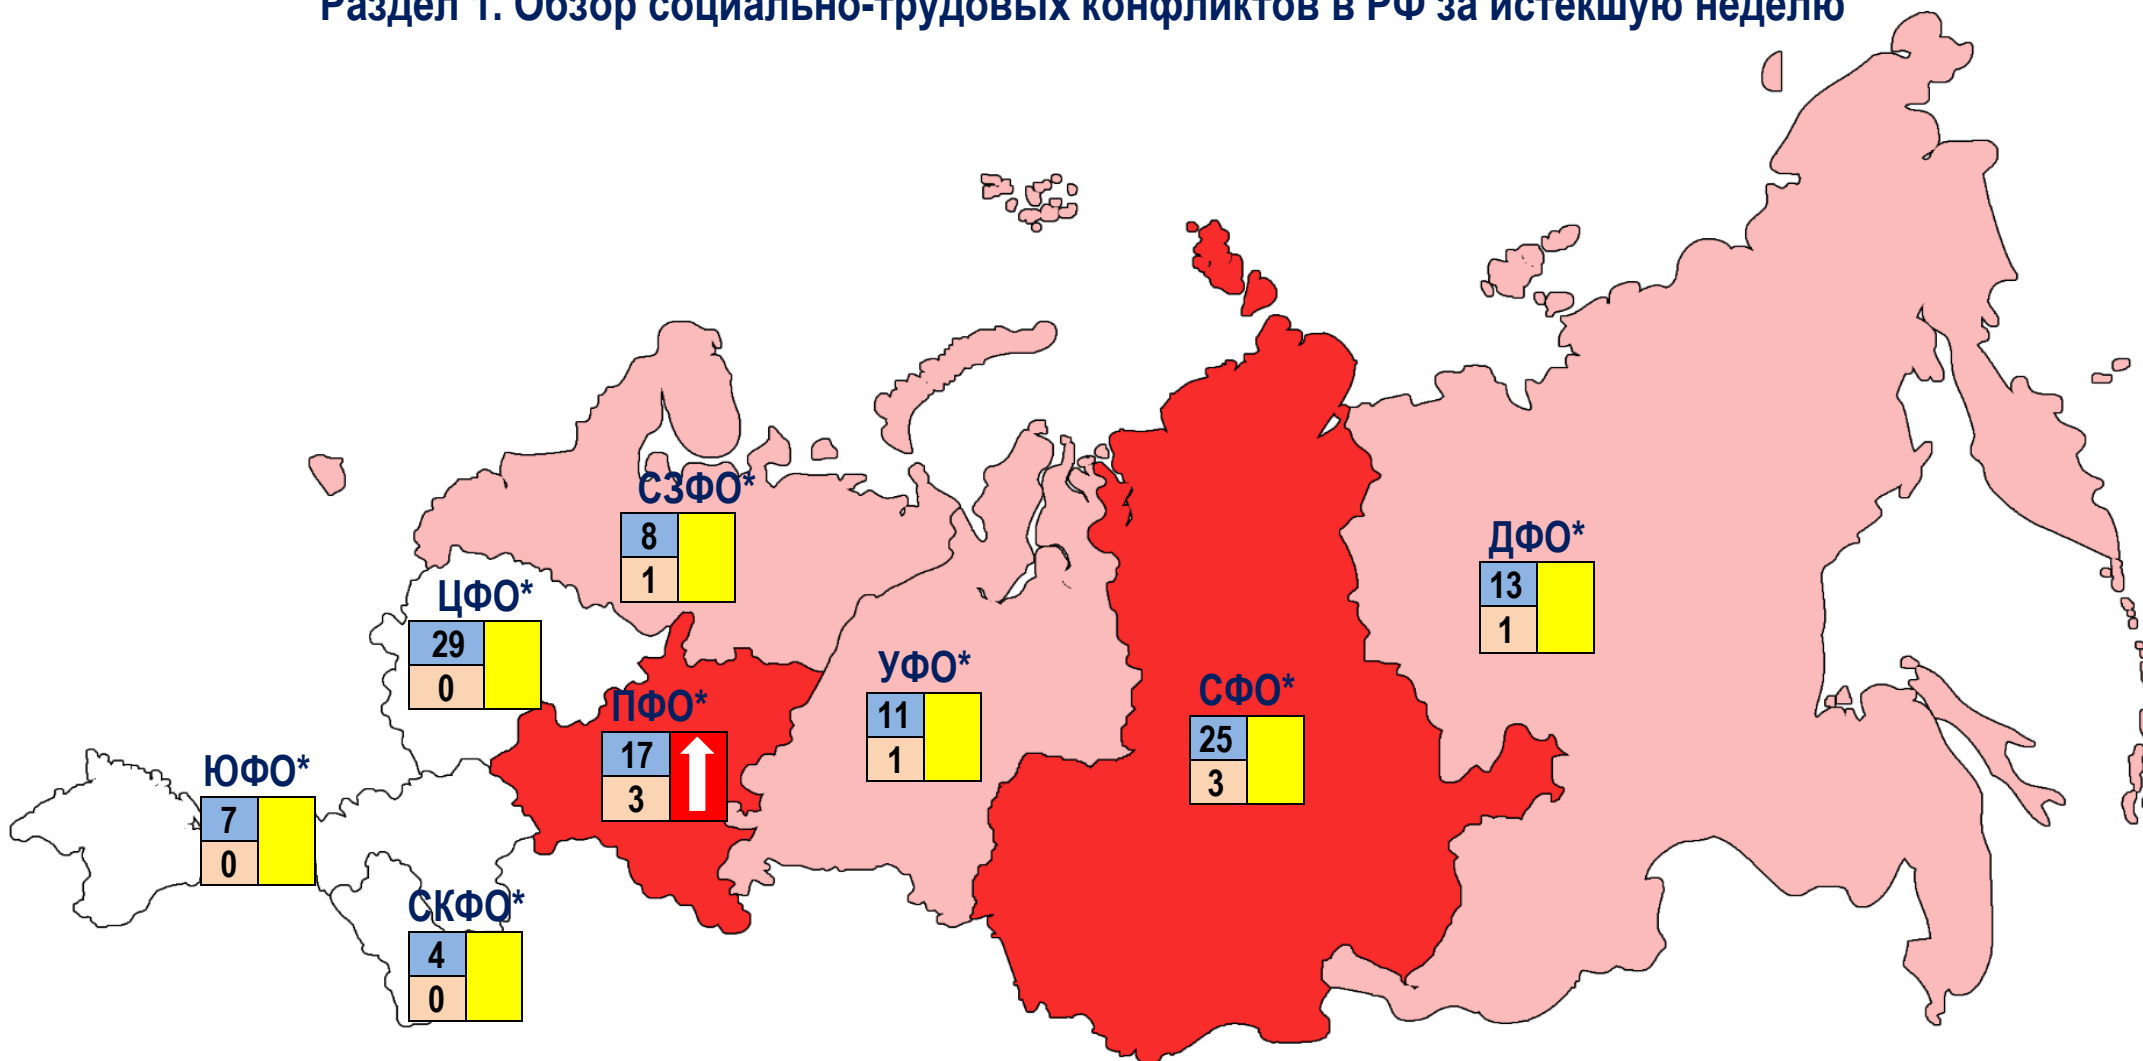 Раздел 1. Обзор социально-трудовых конфликтов в РФ за истекшую неделю
СЗФО*
8
1
ДФО*
13
1
ЦФО*
29
0
УФО*
11
1
СФО*
25
3
ПФО*
17
3
ЮФО*
7
0
СКФО*
4
0